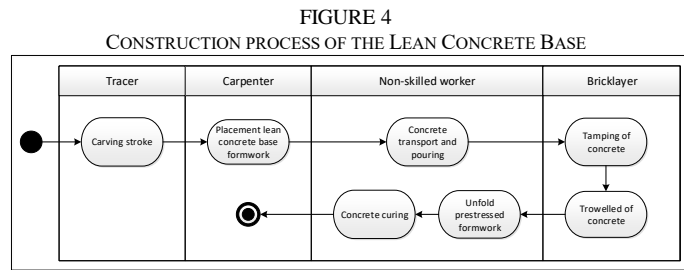 FIGURE 4
CONSTRUCTION PROCESS OF THE LEAN CONCRETE BASE
Tracer
Carpenter
Non-skilled worker
Bricklayer
Carving stroke
Placement lean
concrete base
formwork
Concrete
transport and
pouring
Tamping of
concrete
Trowelled of
concrete
Unfold
prestressed
formwork
Concrete curing